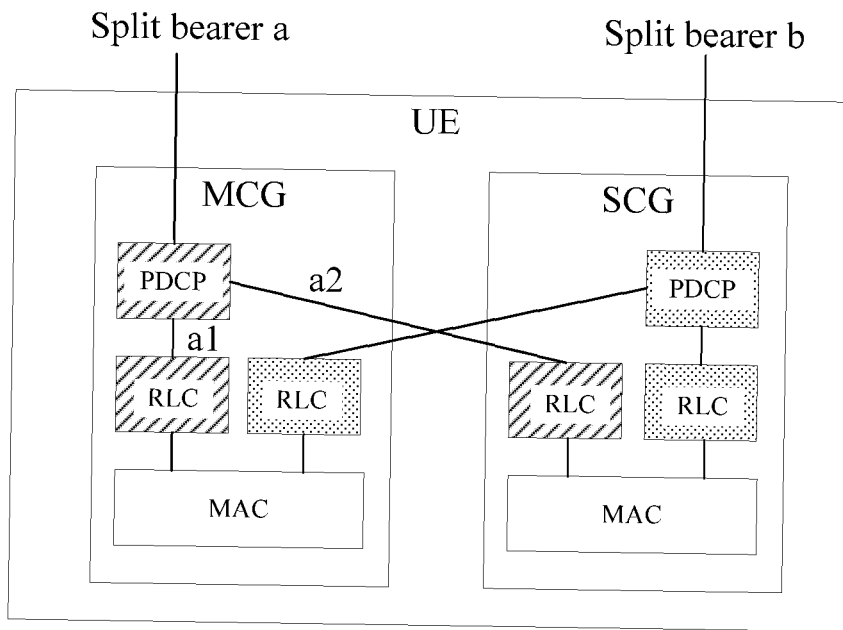 Split bearer a
Split bearer b
UE
MCG
SCG
PDCP
a2
PDCP
a1
RLC
RLC
RLC
RLC
MAC
MAC